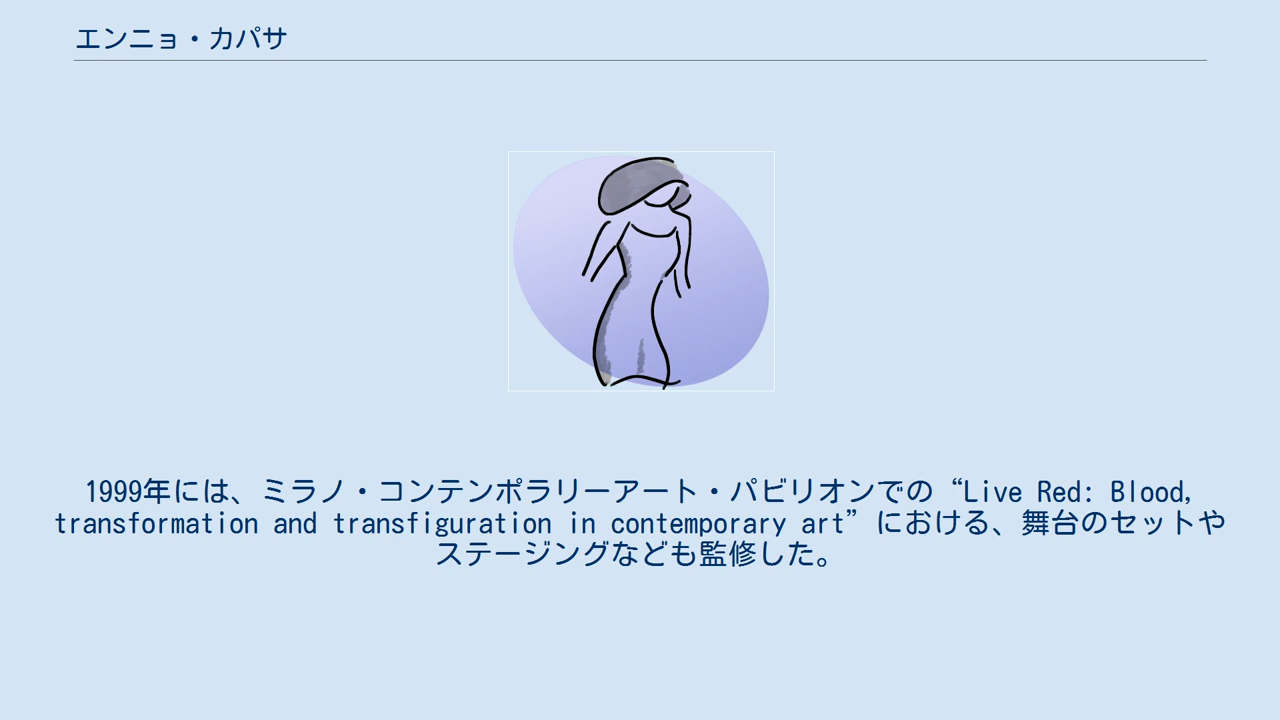 エンニョ・カパサ
1999年には、ミラノ・コンテンポラリーアート・パビリオンでの“Live Red: Blood,
transformation and transfiguration in contemporary art”における、舞台のセットや
ステージングなども監修した。